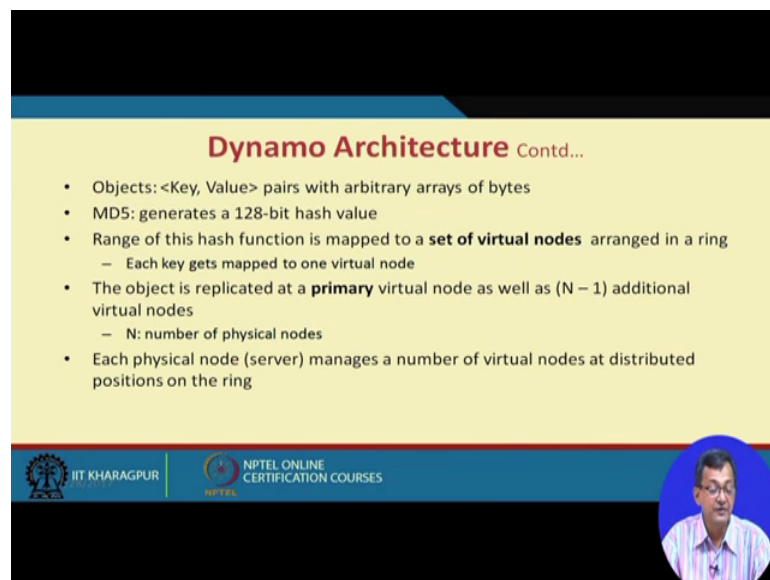 Dynamo Architecture Contd...
• Objects: <Key, Value> pairs with arbitrary arrays of bytes
• MD5: generates a 128-bit hash value
• Range of this hash function is mapped to a set of virtual nodes arranged in a ring
– Each key gets mapped to one virtual node
• The object is replicated at a primary virtual node as well as (N – 1) additional
virtual nodes
– N: number of physical nodes
• Each physical node (server) manages a number of virtual nodes at distributed
positions on the ring
IIT KHARAGPUR
NPTEL ONLINE
CERTIFICATION COURSES
NPTEL